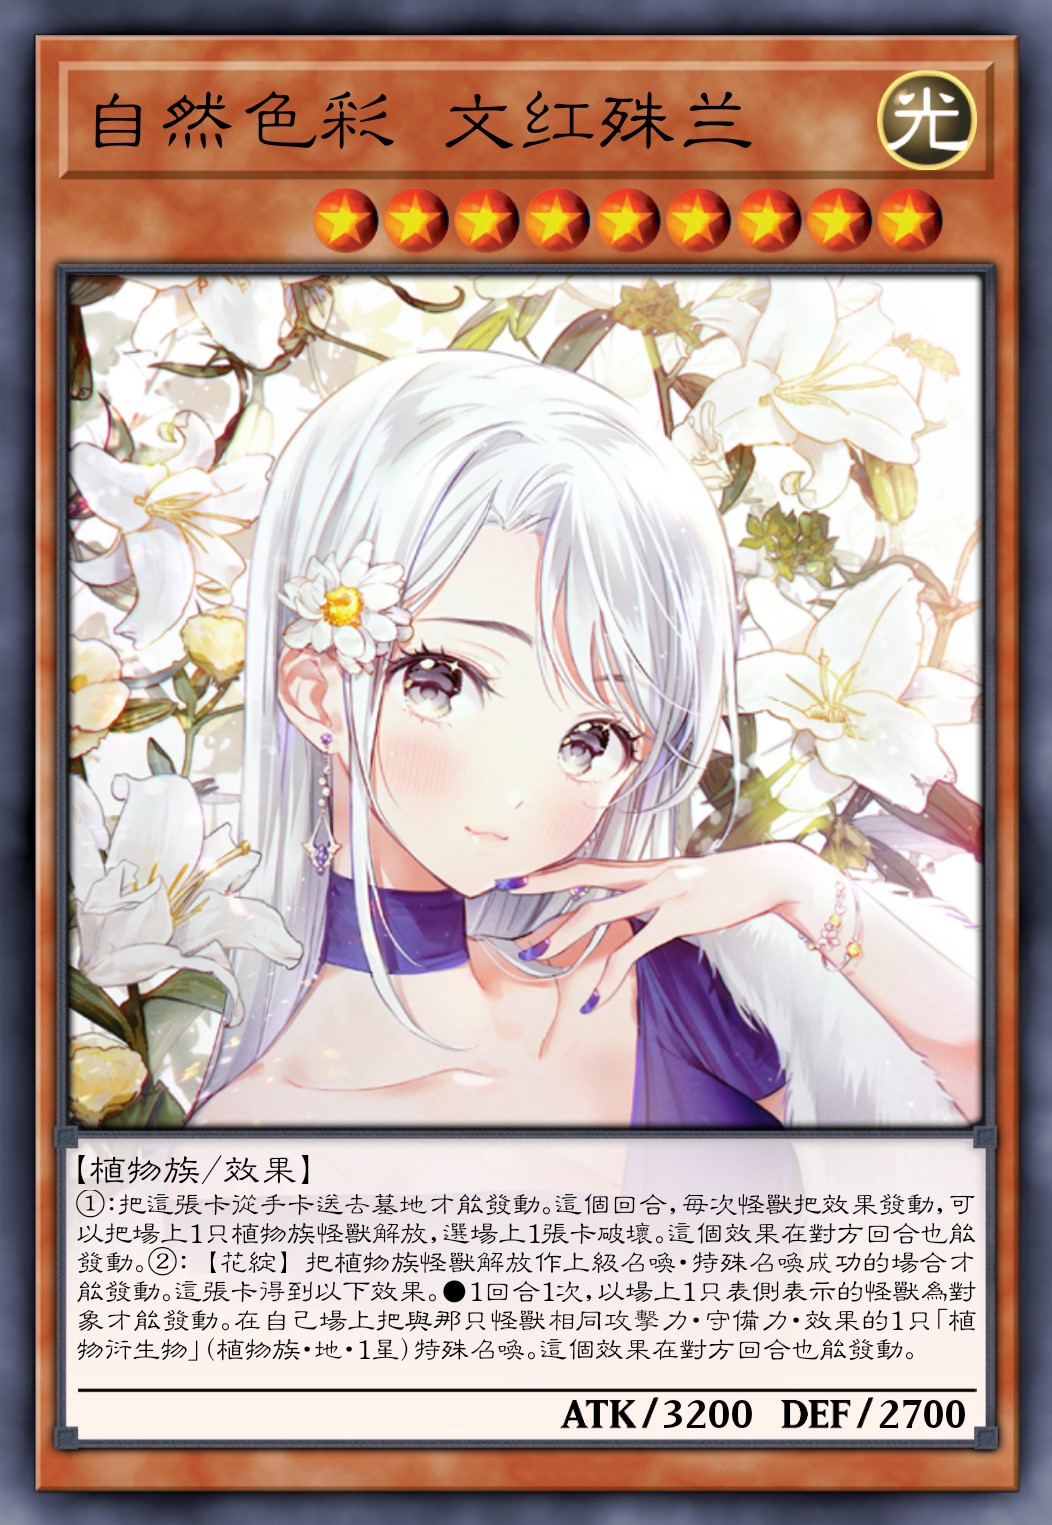 自然色彩 文红殊兰
光
【植物族/效果】
①:把這張卡從手卡送去墓地才能發動。這個回合,每次怪獸把效果發動,可
以把場上1只植物族怪獸解放,選場上1張卡破壞。這個效果在對方回合也能
發動。②:【花綻】把植物族怪獸解放作上級召喚·特殊召喚成功的場合才
能發動。這張卡得到以下效果。●1回合1次,以場上1只表側表示的怪獸為對
象才能發動。在自己場上把與那只怪獸相同攻擊力·守備力·效果的1只「植
物衍生物」(植物族·地·1星)特殊召喚。這個效果在對方回合也能發動。
ATK/3200 DEF/2700